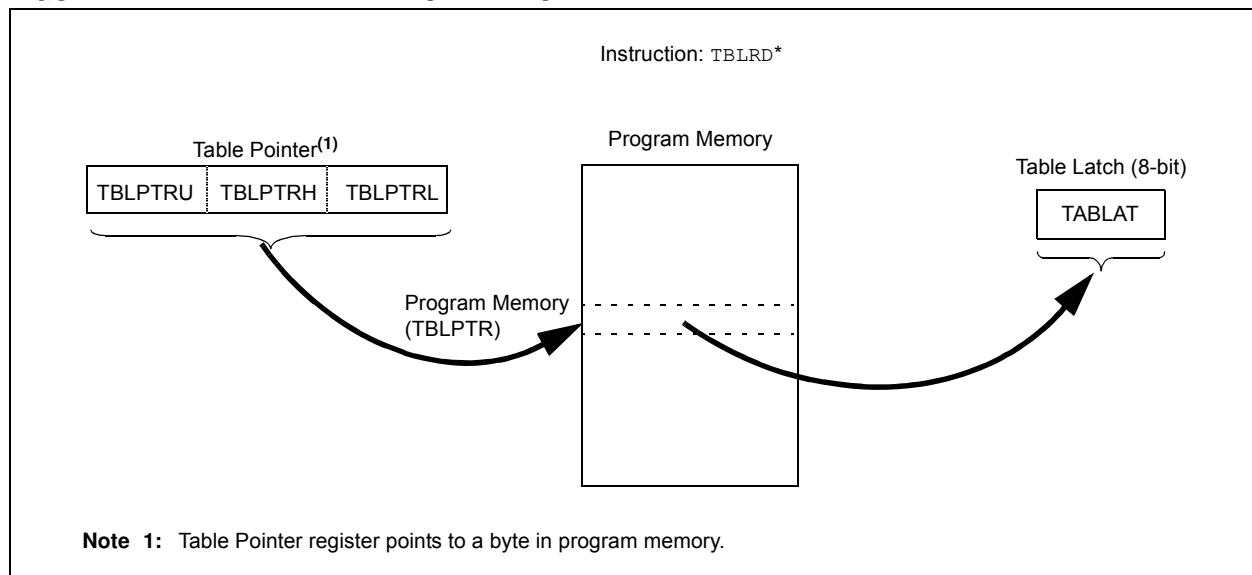 Instruction: TBLRD*
Table Pointer(1)
TBLPTRU TBLPTRH TBLPTRL
Program Memory
Table Latch (8-bit)
TABLAT
Program Memory
(TBLPTR)
Note 1: Table Pointer register points to a byte in program memory.